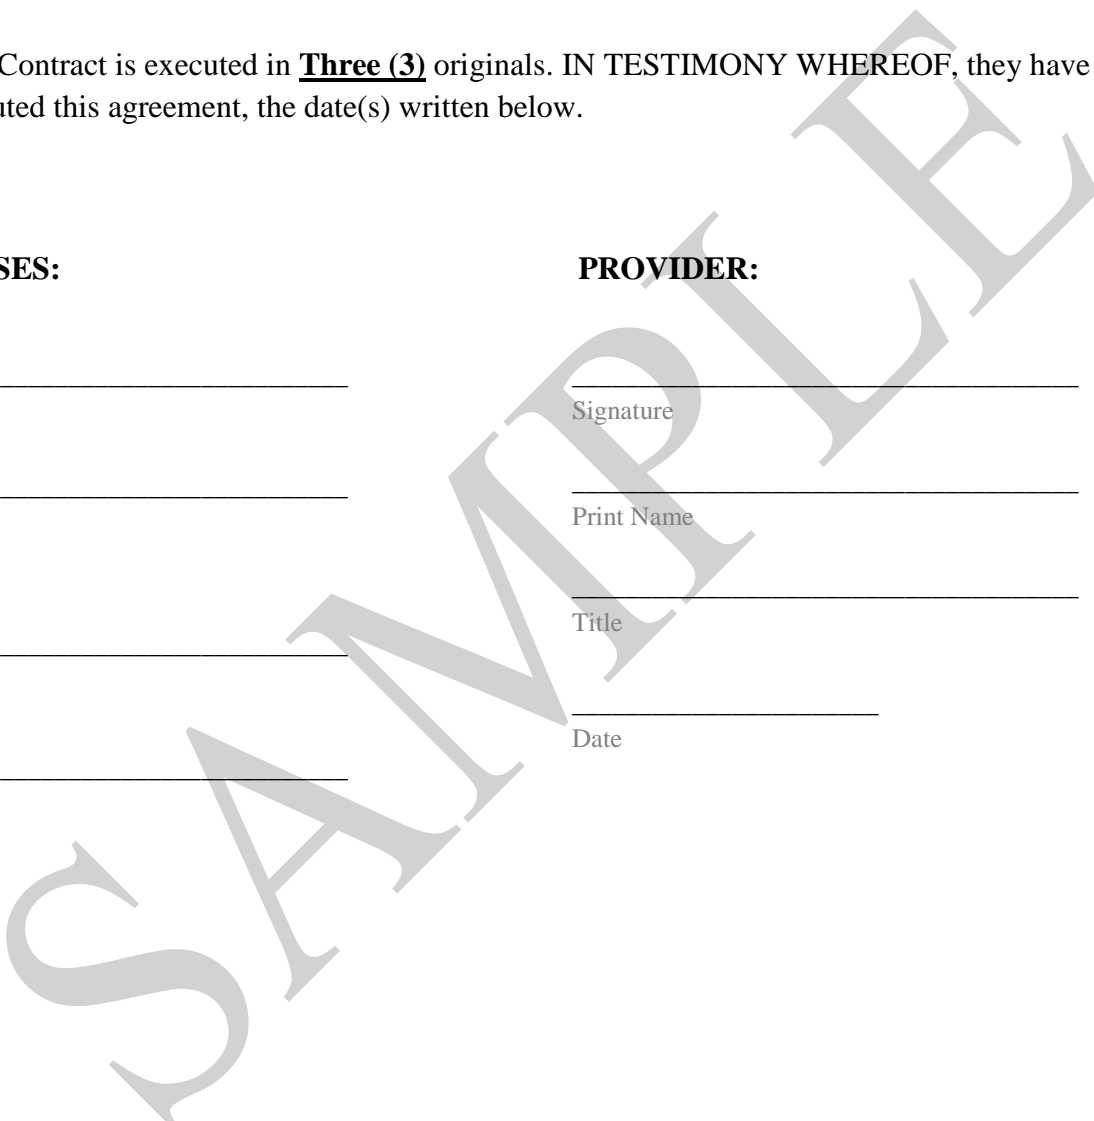 Contract is executed in Three (3) originals. IN TESTIMONY WHEREOF, they have
uted this agreement, the date(s) written below.
SES:
PROVIDER:
Signature
Print Name
Title
Date
SAMPLE